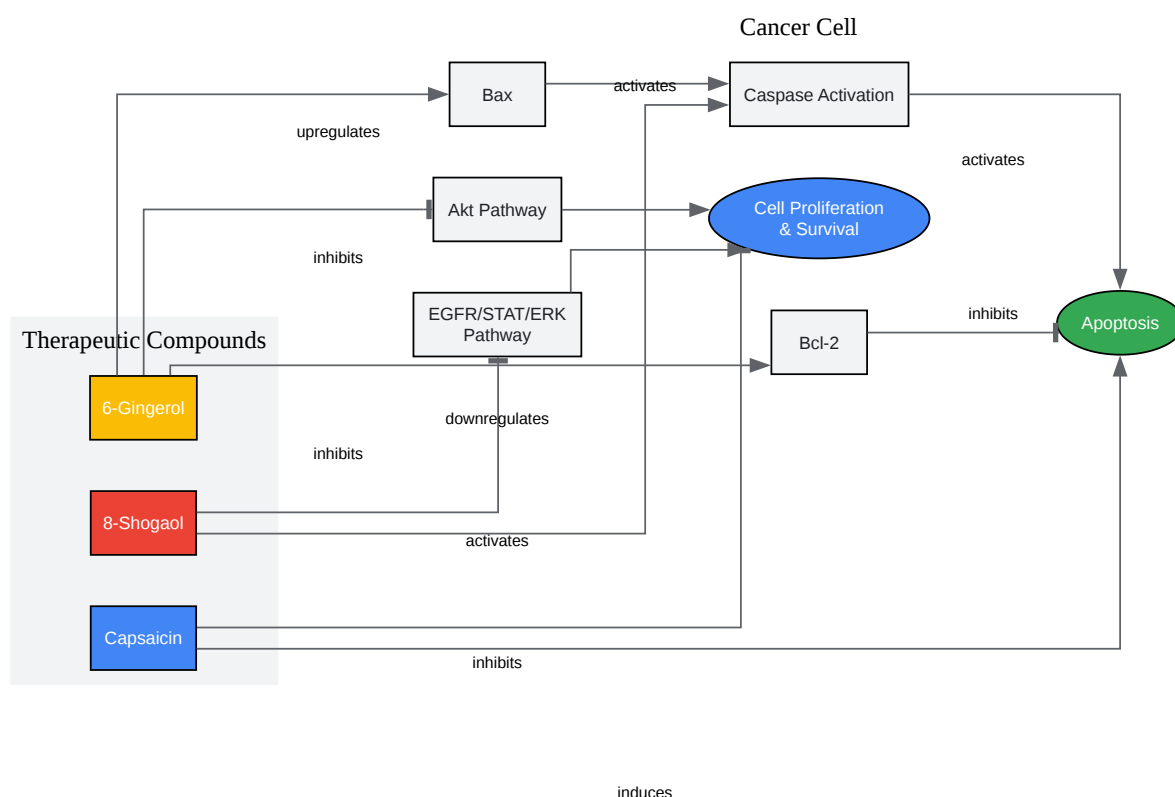 Cancer Cell
Bax
activates
Caspase Activation
upregulates
activates
Akt Pathway
Cell Proliferation
& Survival
inhibits
EGFR/STAT/ERK
Pathway
inhibits
Apoptosis
Bcl-2
Therapeutic Compounds
6-Gingerol
downregulates
inhibits
8-Shogaol
activates
Capsaicin
inhibits
induces